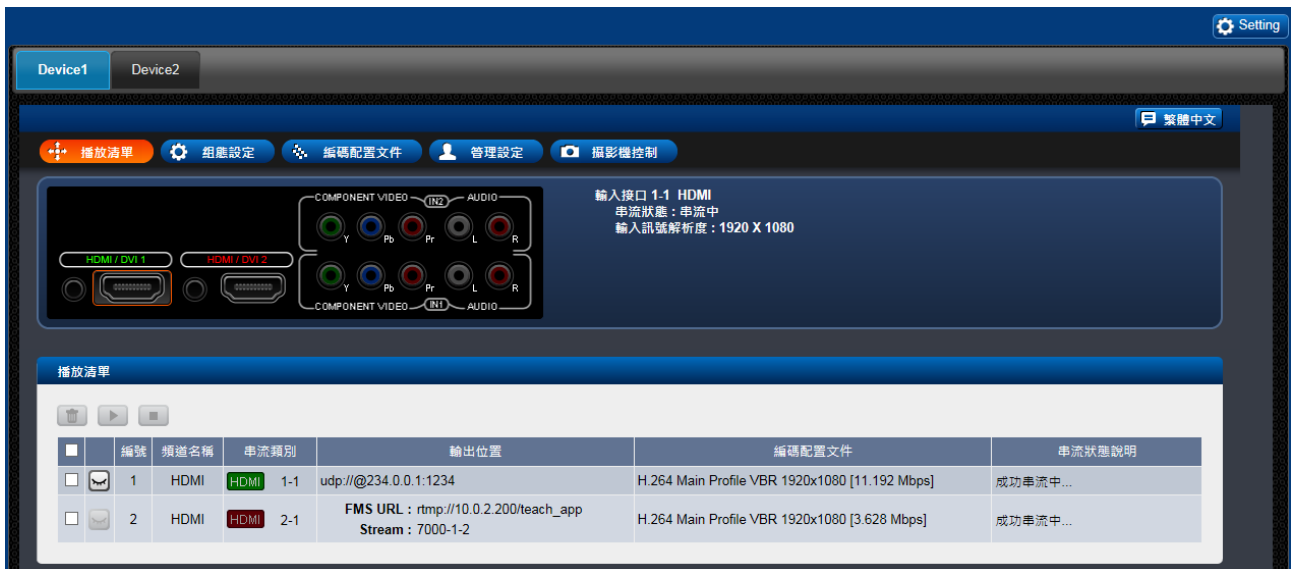 Setting
Device1 Device2
繁體中文
播放清單 組態設定 編碼配置文件 管理設定 攝影機控制
COMPONENT VIDEO IN2 AUDIO
Y Pb Pr L R
HDMI / DVI 1 HDMI / DVI 2
Y Pb Pr L R
COMPONENT VIDEO IN1 AUDIO
輸入接口 1-1 HDMI
串流狀態 : 串流中
輸入訊號解析度 : 1920 X 1080
播放清單
編號 頻道名稱 串流類別 輸出位置 編碼配置文件 串流狀態說明
1 HDMI HDMI 1-1 udp://@234.0.0.1:1234 H.264 Main Profile VBR 1920x1080 [11.192 Mbps] 成功串流中...
2 HDMI HDMI 2-1 FMS URL : rtmp://10.0.2.200/teach_app H.264 Main Profile VBR 1920x1080 [3.628 Mbps] 成功串流中...
Stream : 7000-1-2